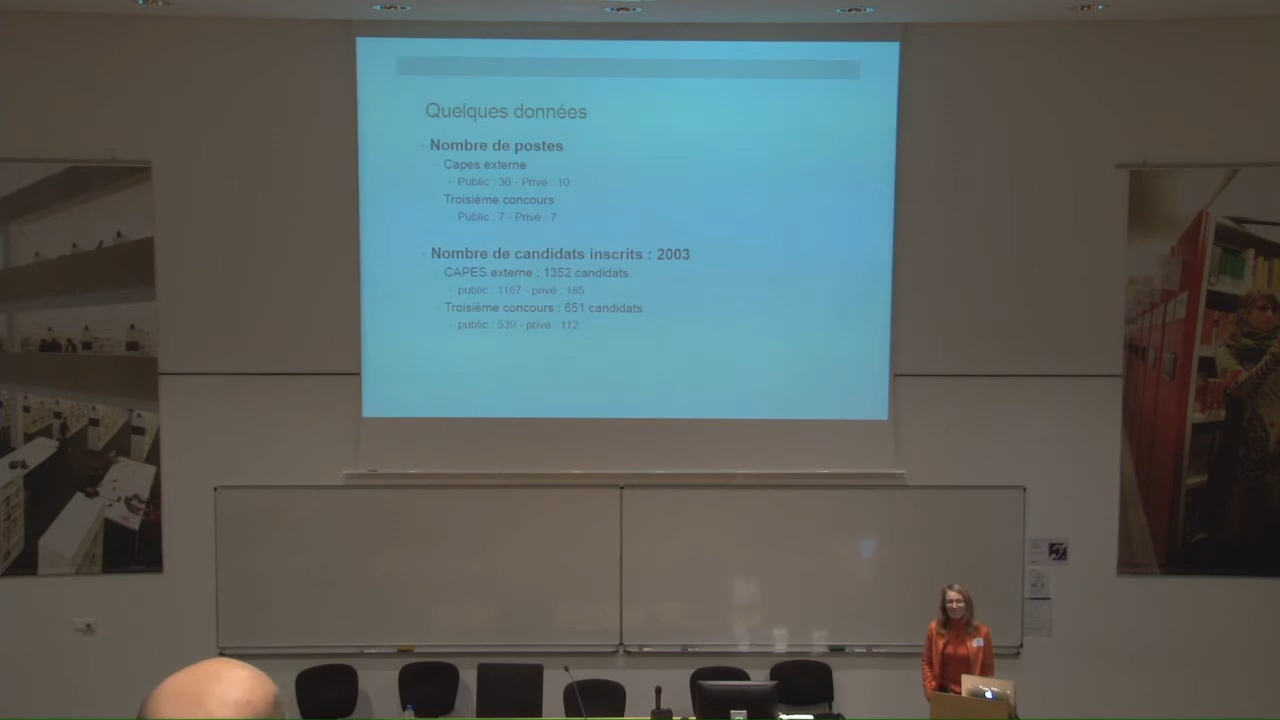 Quelques données
Nombre de postes
Capes externe
- Public : 30 - Privé : 10
Troisième concours
- Public : 7 - Privé : 7
Nombre de candidats inscrits : 2003
CAPES externe : 1352 candidats
- public : 1167 - privé : 185
Troisième concours : 651 candidats
- public : 539 - privé : 112